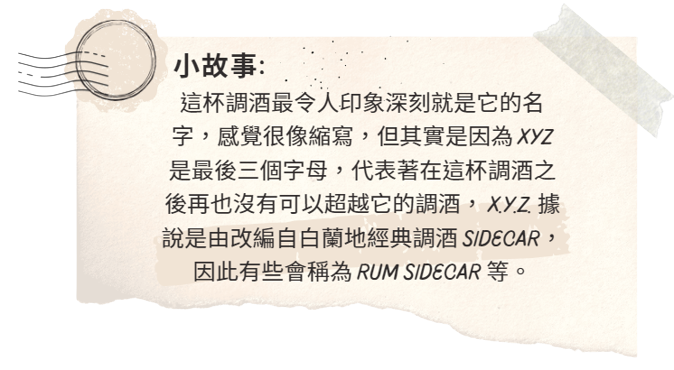 小故事:
這杯調酒最令人印象深刻就是它的名
字，感覺很像縮寫，但其實是因為 XYZ
是最後三個字母，代表著在這杯調酒之
後再也沒有可以超越它的調酒， X.Y.Z. 據
說是由改編自白蘭地經典調酒 SIDECAR，
因此有些會稱為 RUM SIDECAR 等。